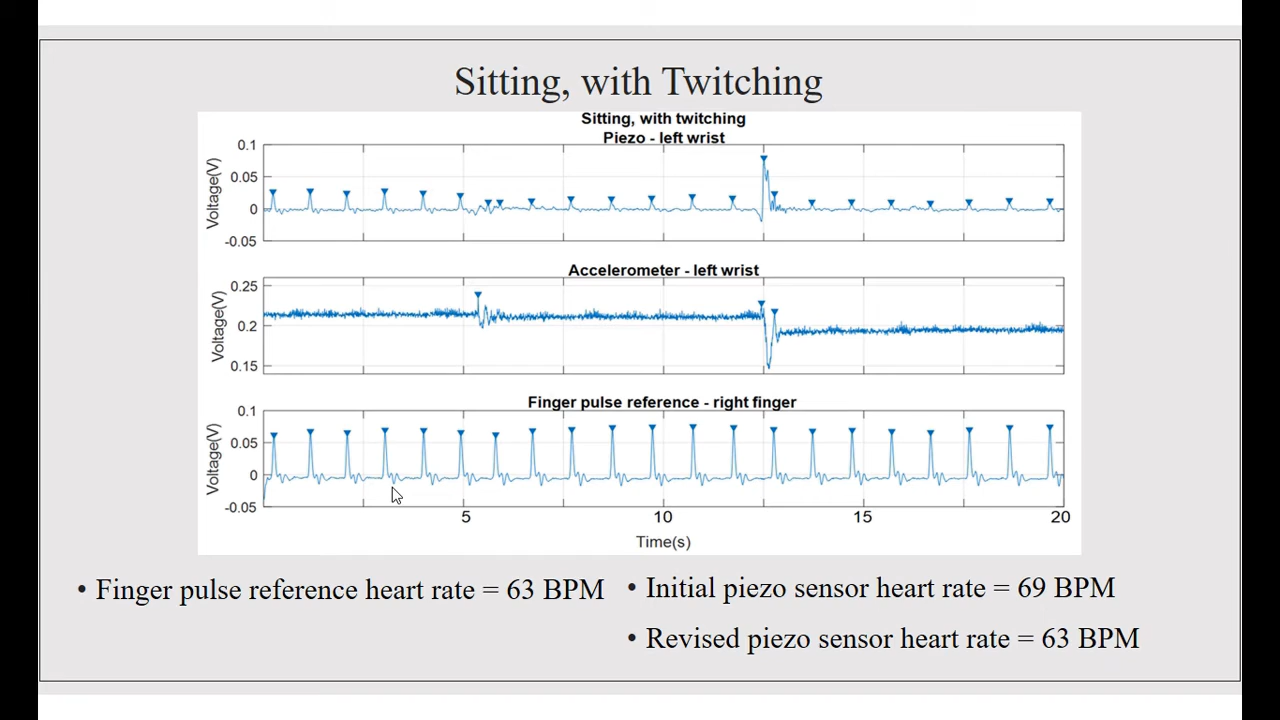 Sitting, with Twitching
Sitting, with twitching
Piezo - left wrist
0.1
0.05
0
-0.05
Voltage(V)
Accelerometer - left wrist
0.25
0.2
0.15
Voltage(V)
Finger pulse reference - right finger
0.1
0.05
0
-0.05
Voltage(V)
5 10 15 20
Time(s)
• Finger pulse reference heart rate = 63 BPM
• Initial piezo sensor heart rate = 69 BPM
• Revised piezo sensor heart rate = 63 BPM